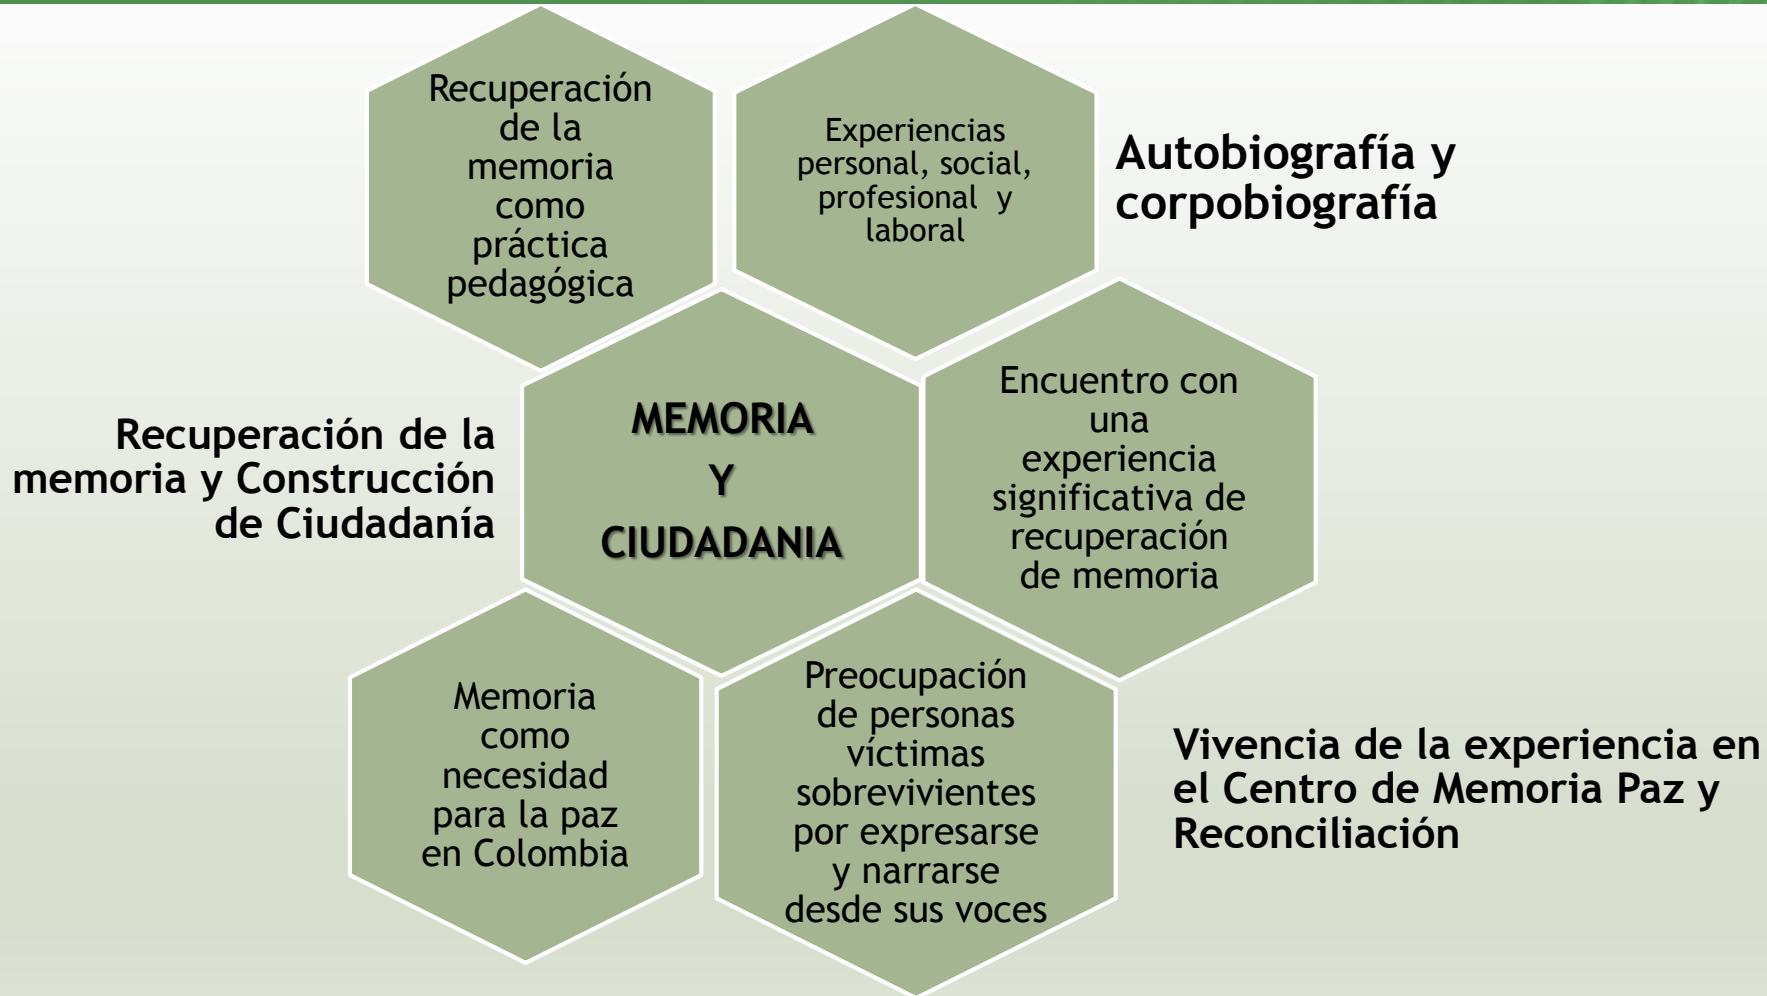 Recuperación
de la
memoria
como
práctica
pedagógica
Experiencias
personal, social,
profesional y
laboral
Autobiografía y
corpobiografía
Recuperación de la
memoria y Construcción
de Ciudadanía
MEMORIA
Y
CIUDADANIA
Encuentro con
una
experiencia
significativa de
recuperación
de memoria
Memoria
como
necesidad
para la paz
en Colombia
Preocupación
de personas
víctimas
sobrevivientes
por expresarse
y narrarse
desde sus voces
Vivencia de la experiencia en
el Centro de Memoria Paz y
Reconciliación